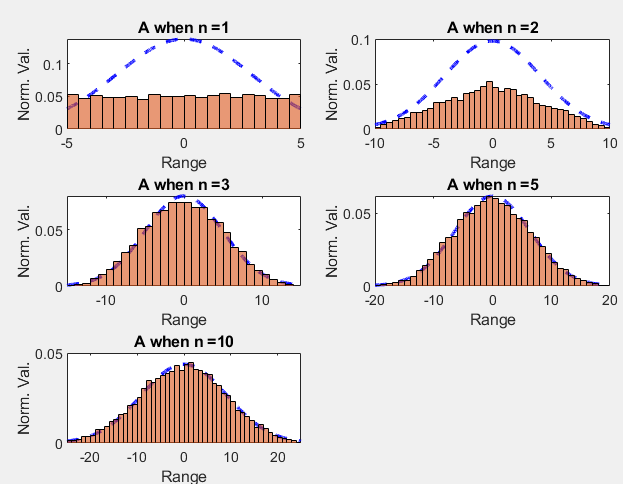 A when n =1
Norm. Val.
0.1
0.05
0
-5
0
5
Range
A when n =2
Norm. Val.
0.1
0.05
0
-10
-5
0
5
10
Range
A when n =3
Norm. Val.
0.05
0
-10
0
10
Range
A when n =5
Norm. Val.
0.05
0
-20
-10
0
10
20
Range
A when n =10
Norm. Val.
0.05
0
-20
-10
0
10
20
Range